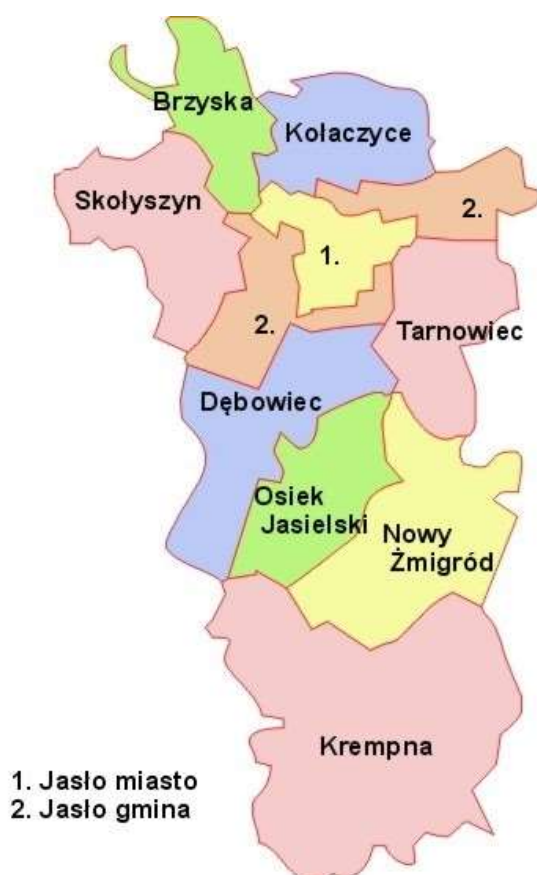 Brzyska
Kołaczyce
Skołyszyn
2.
1.
2.
Tarnowiec
Dębowiec
Osiek
Jasielski
Nowy
Żmigród
Krempna
1. Jasło miasto
2. Jasło gmina